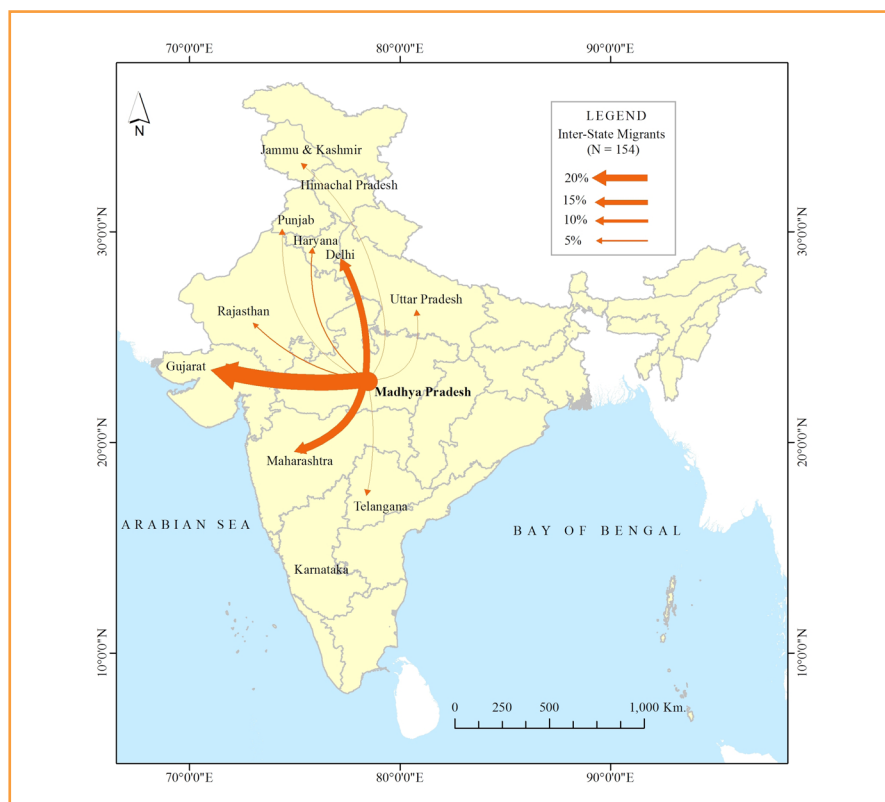 70°0'0"E
80°0'0"E
90°0'0"E
N
LEGEND
Inter-State Migrants
(N = 154)
20%
15%
10%
5%
Jammu & Kashmir
Himachal Pradesh
Punjab
Haryana
Delhi
30°0'0"N
30°0'0"N
Uttar Pradesh
Rajasthan
Gujarat
Madhya Pradesh
20°0'0"N
20°0'0"N
Maharashtra
Telangana
ARABIAN SEA
BAY OF BENGAL
Karnataka
10°0'0"N
10°0'0"N
0
250
500
1,000 Km.
70°0'0"E
80°0'0"E
90°0'0"E